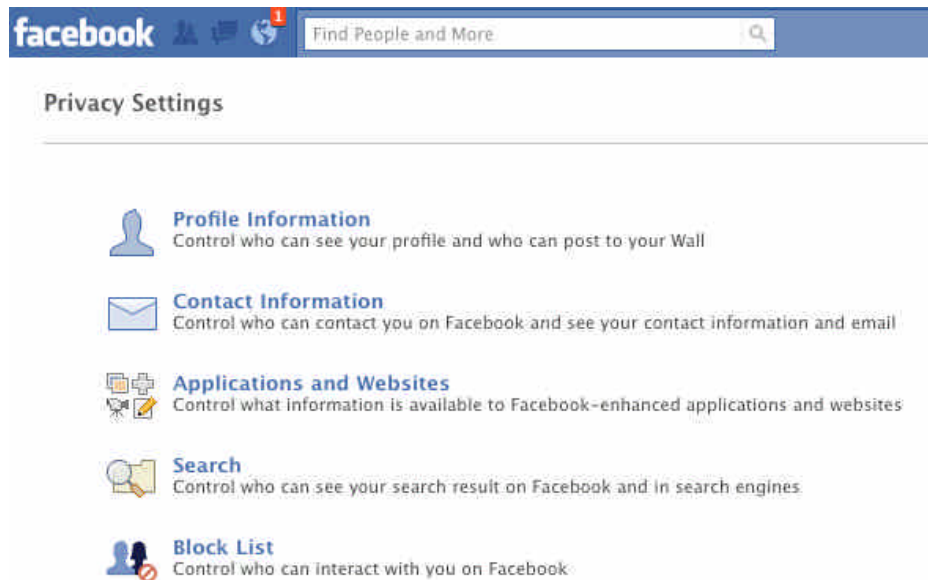 facebook
1
Find People and More
Privacy Settings
Profile Information
Control who can see your profile and who can post to your Wall
Contact Information
Control who can contact you on Facebook and see your contact information and email
Applications and Websites
Control what information is available to Facebook-enhanced applications and websites
Search
Control who can see your search result on Facebook and in search engines
Block List
Control who can interact with you on Facebook